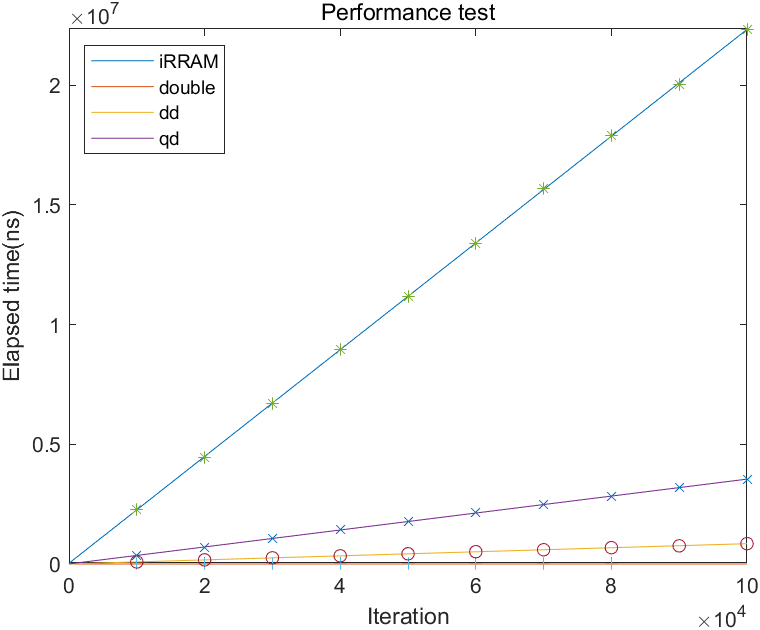 Performance test
×10⁷
iRRAM
double
dd
qd
2
1.5
1
0.5
0
Elapsed time(ns)
0 2 4 6 8 10
Iteration
×10⁴